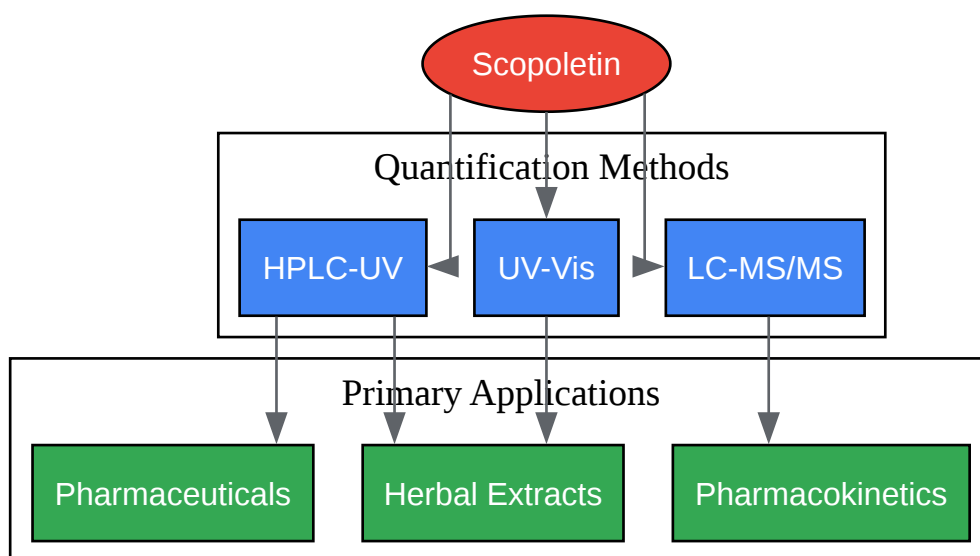 Scopoletin
Quantification Methods
HPLC-UV
UV-Vis
LC-MS/MS
Primary Applications
Pharmaceuticals
Herbal Extracts
Pharmacokinetics